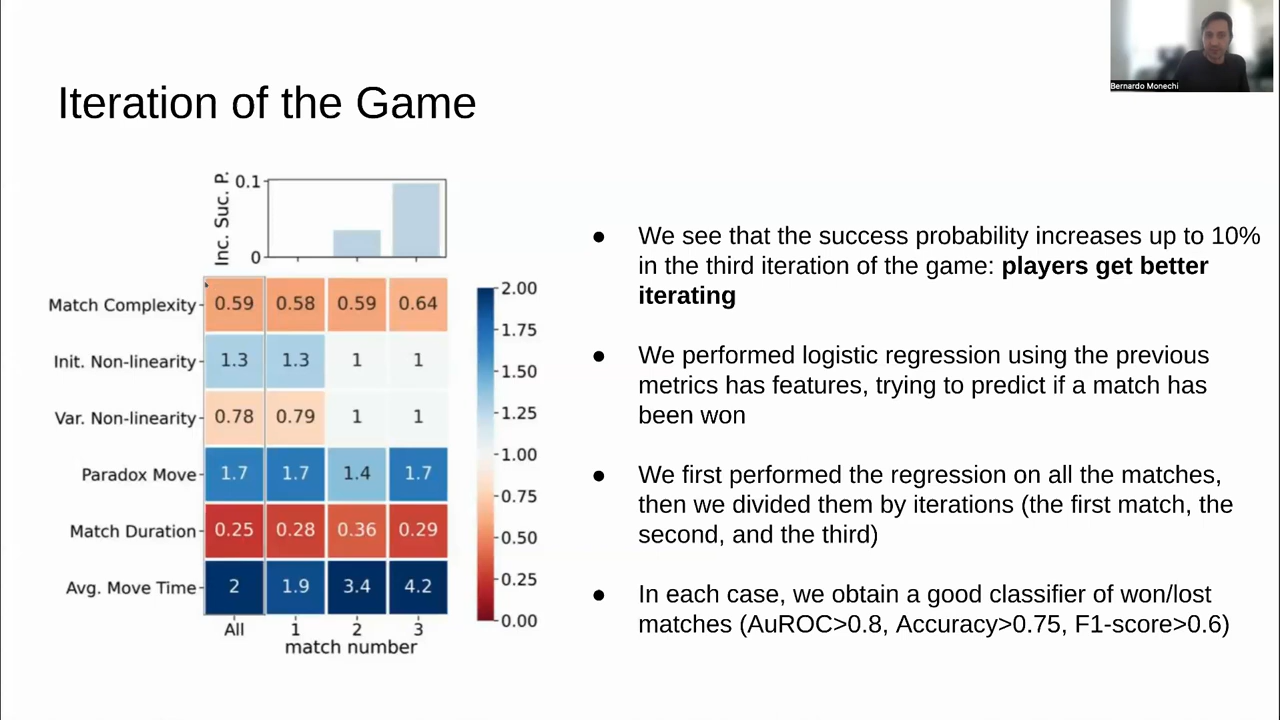 Bernardo Monechi
Iteration of the Game
Inc. Suc. P.
0.1
0
Match Complexity
0.59 0.58 0.59 0.64
Init. Non-linearity
1.3 1.3 1 1
Var. Non-linearity
0.78 0.79 1 1
Paradox Move
1.7 1.7 1.4 1.7
Match Duration
0.25 0.28 0.36 0.29
Avg. Move Time
2 1.9 3.4 4.2
All 1 2 3
match number
2.00
1.75
1.50
1.25
1.00
0.75
0.50
0.25
0.00
● We see that the success probability increases up to 10%
in the third iteration of the game: players get better
iterating
● We performed logistic regression using the previous
metrics has features, trying to predict if a match has
been won
● We first performed the regression on all the matches,
then we divided them by iterations (the first match, the
second, and the third)
● In each case, we obtain a good classifier of won/lost
matches (AuROC>0.8, Accuracy>0.75, F1-score>0.6)